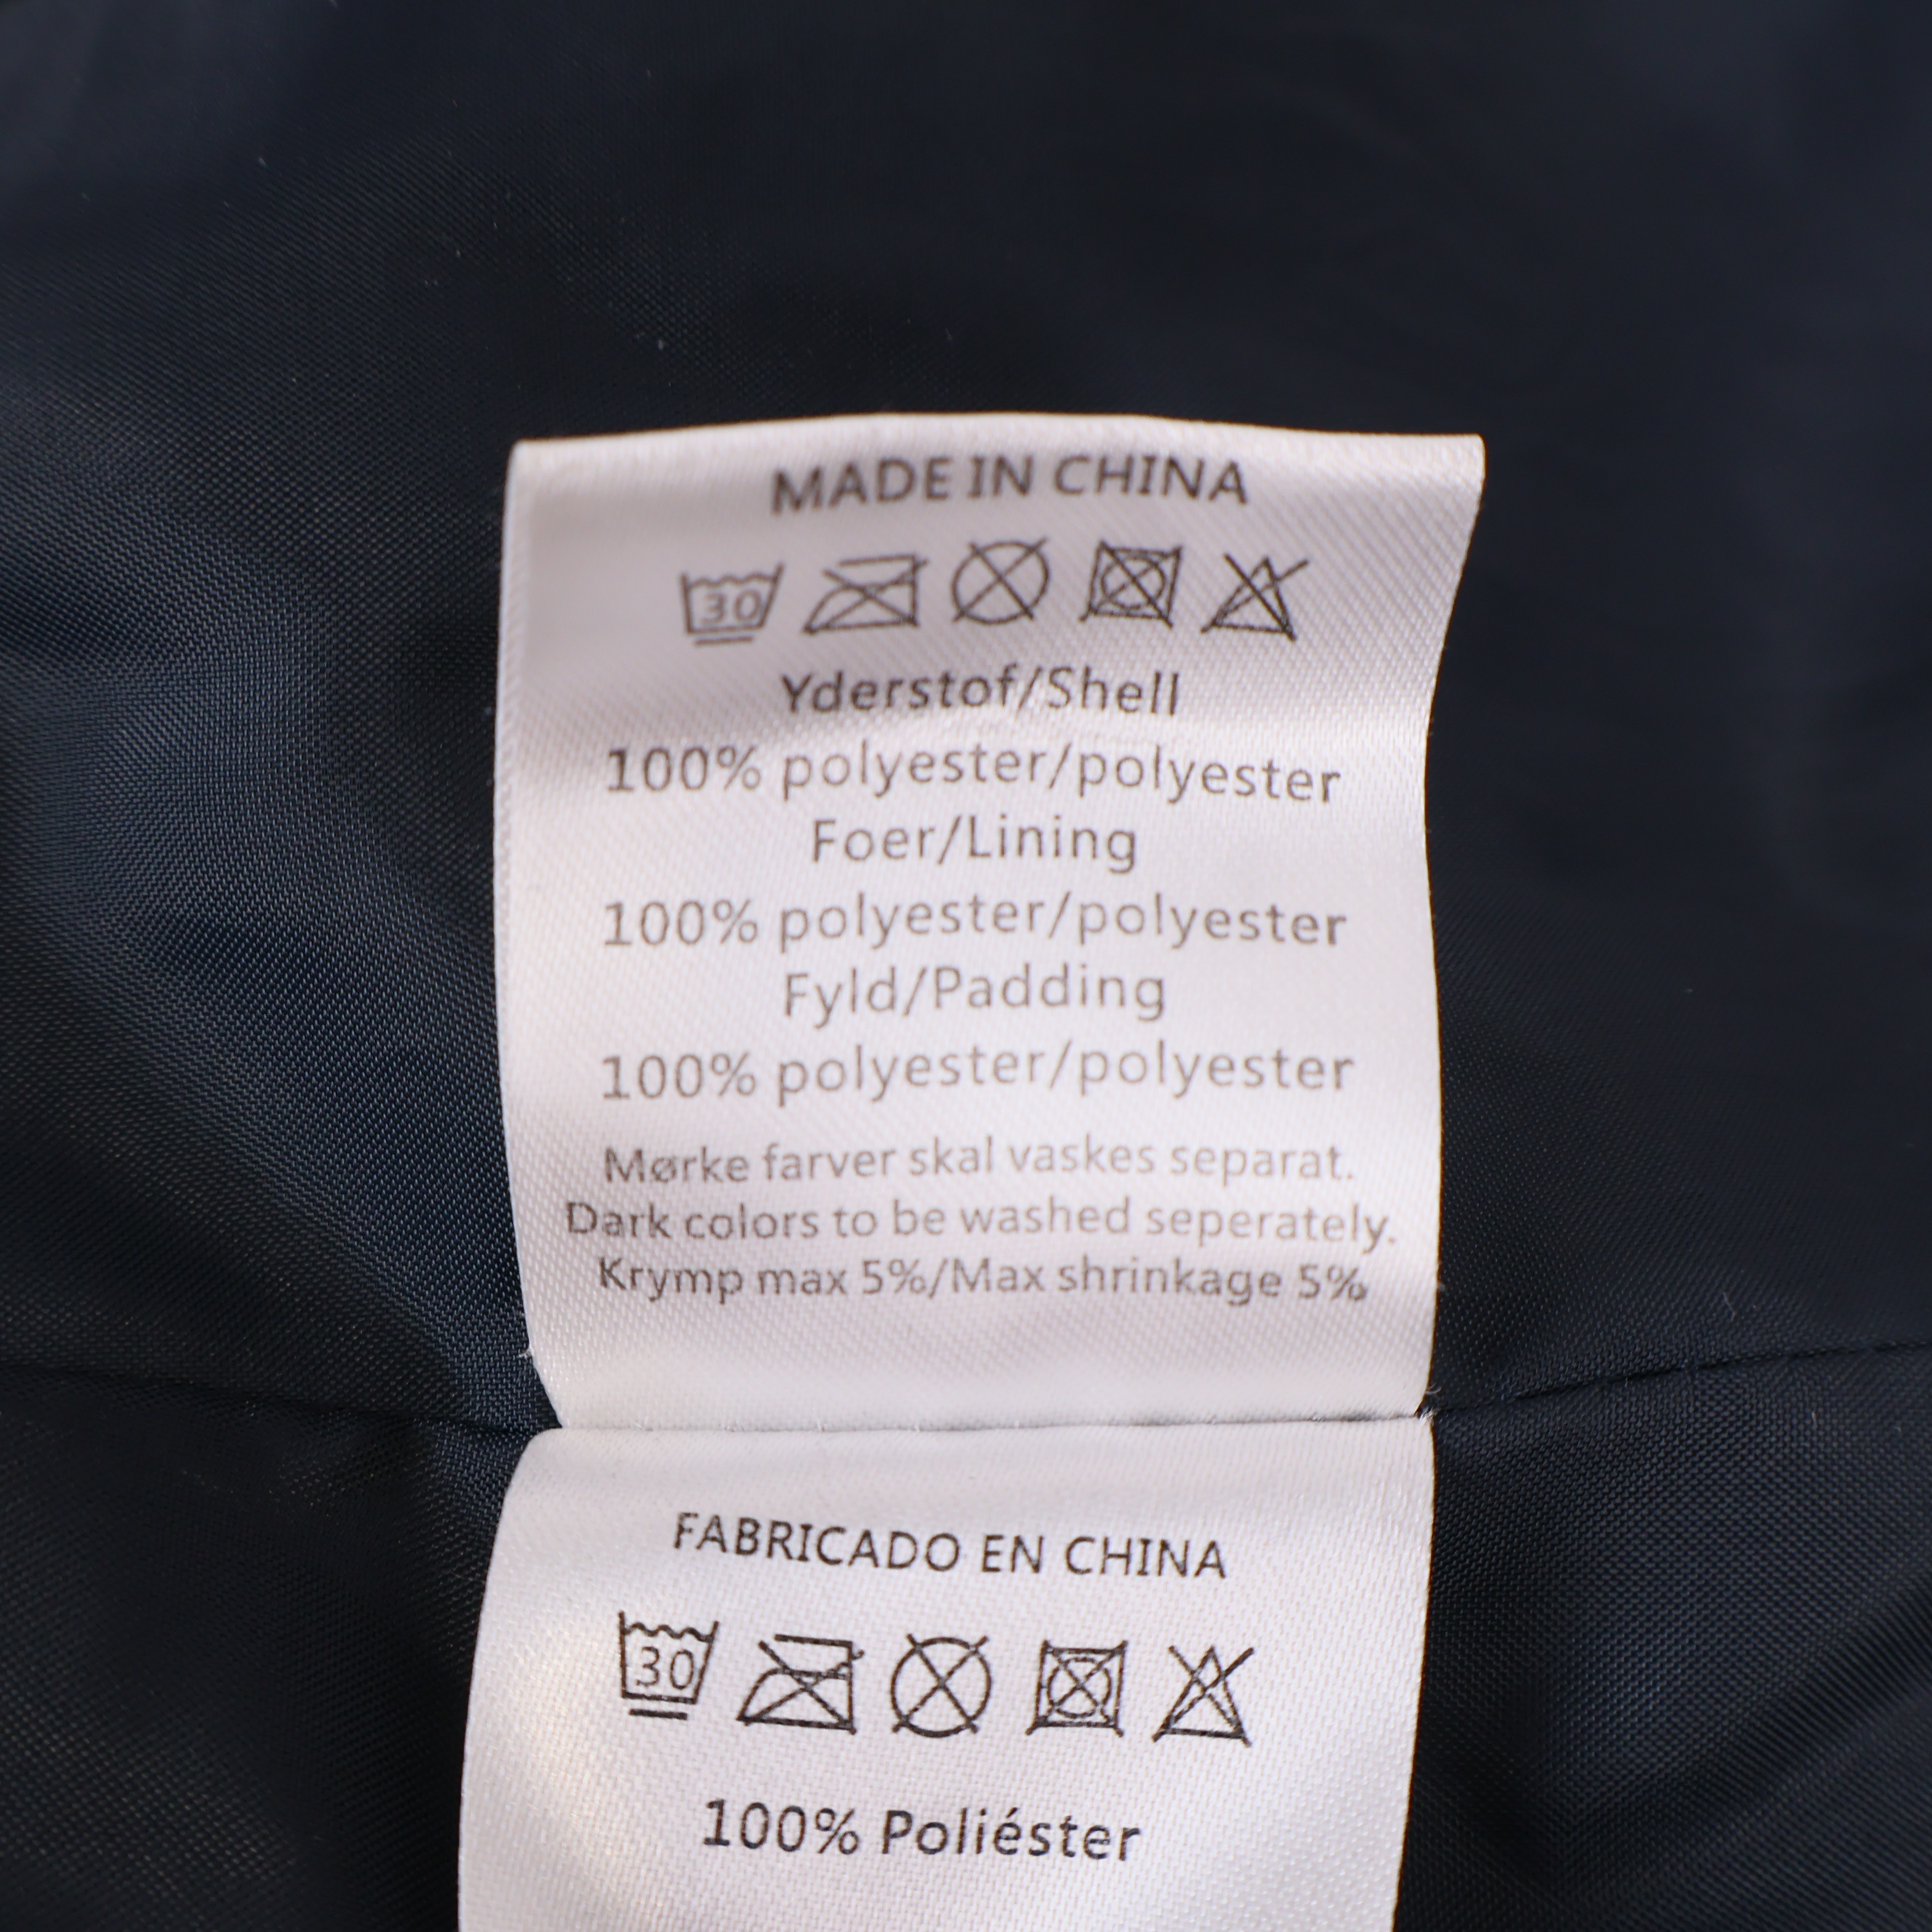 MADE IN CHINA
30
Yderstof/Shell
100% polyester/polyester
Foer/Lining
100% polyester/polyester
Fyld/Padding
100% polyester/polyester
Mørke farver skal vaskes separat.
Dark colors to be washed seperately.
Krymp max 5%/Max shrinkage 5%
FABRICADO EN CHINA
30
100% Poliéster